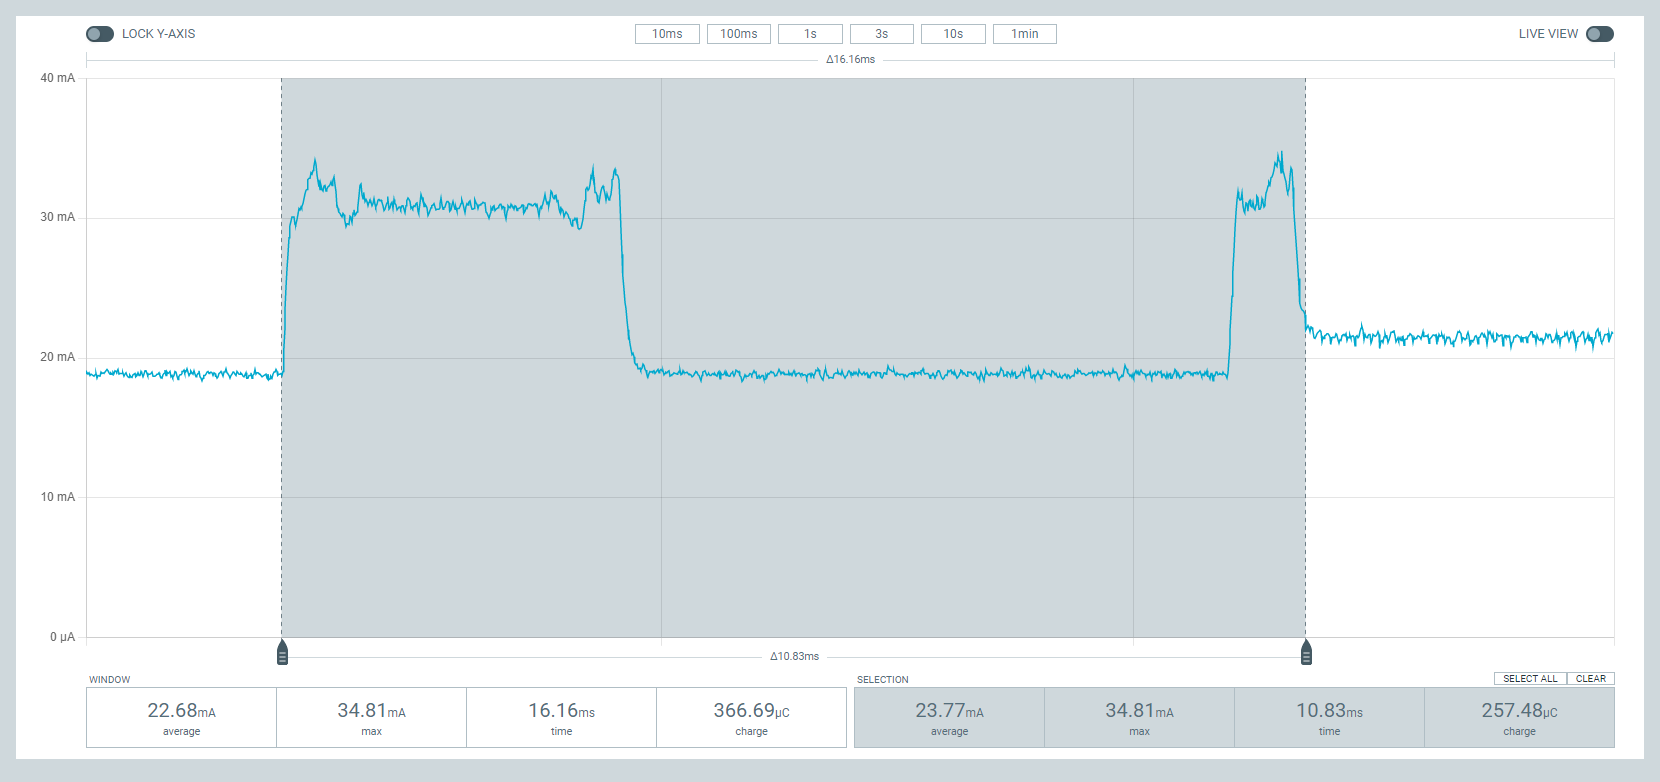 LOCK Y-AXIS 10ms 100ms 1s 3s 10s 1min LIVE VIEW
Δ16.16ms
40 mA
30 mA
20 mA
10 mA
0 µA
Δ10.83ms
WINDOW SELECTION SELECT ALL CLEAR
22.68mA 34.81mA 16.16ms 366.69µC 23.77mA 34.81mA 10.83ms 257.48µC
average max time charge average max time charge